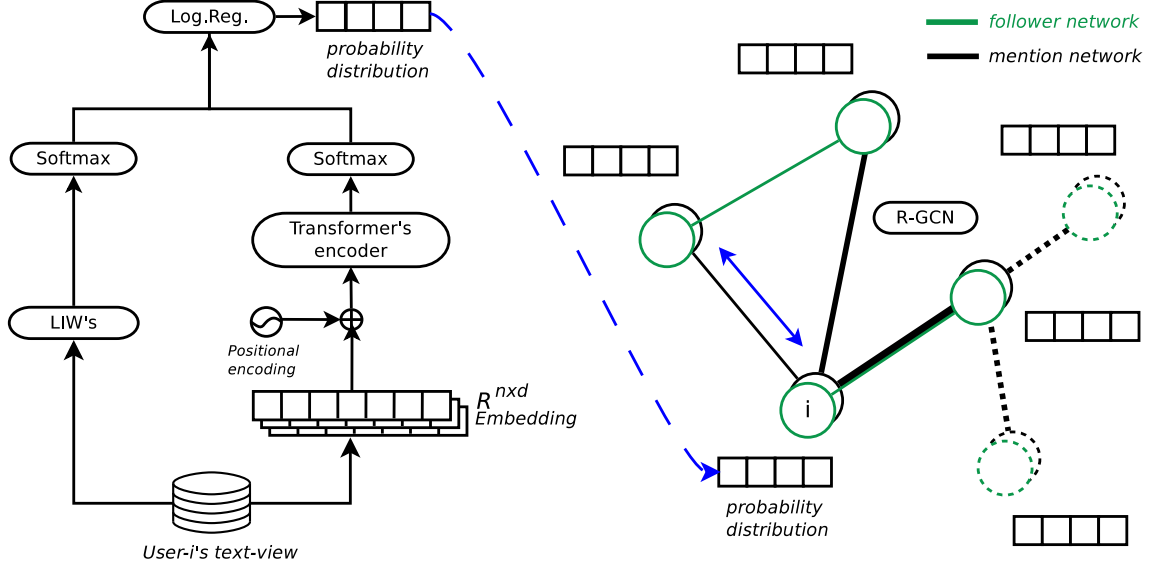 Log.Reg.
probability
distribution
follower network
mention network
Softmax
Softmax
Transformer's
encoder
R-GCN
LIW's
Positional
encoding
R nxd
Embedding
i
probability
distribution
User-i's text-view